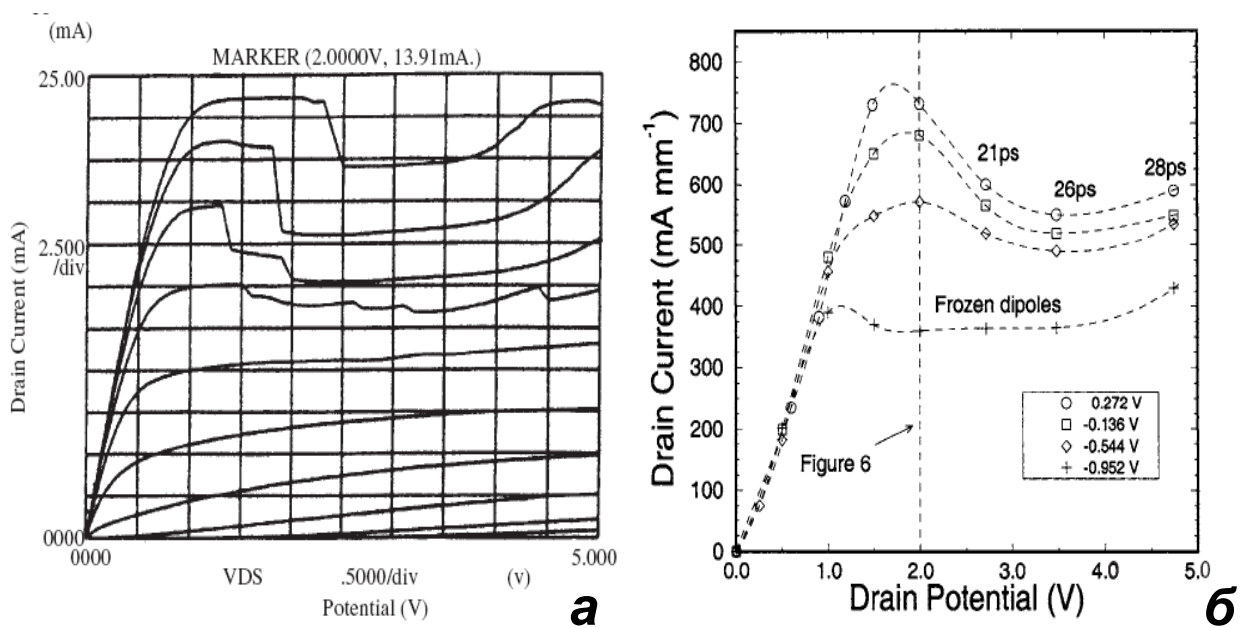 (mA)
MARKER (2.0000V, 13.91mA.)
25.00
2.500
/div
0000
0000
5.000
VDS .5000/div (v)
Potential (V)
Drain Current (mA)
а
800
700
600
500
400
300
200
100
0
0.0 1.0 2.0 3.0 4.0 5.0
Drain Current (mA mm⁻¹)
Drain Potential (V)
21ps
26ps
28ps
Frozen dipoles
Figure 6
0.272 V
-0.136 V
-0.544 V
-0.952 V
б